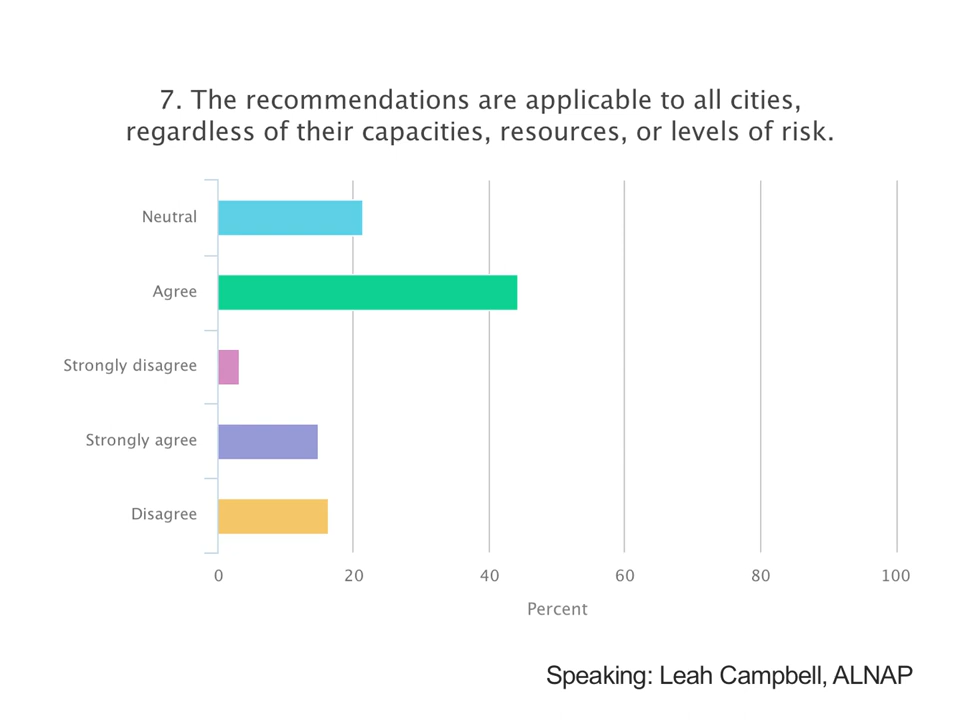 7. The recommendations are applicable to all cities,
regardless of their capacities, resources, or levels of risk.
Neutral
Agree
Strongly disagree
Strongly agree
Disagree
0 20 40 60 80 100
Percent
Speaking: Leah Campbell, ALNAP